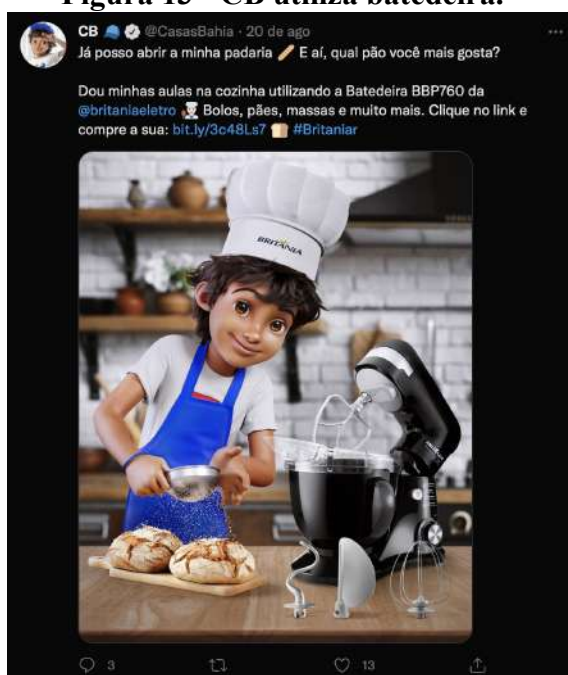 Figura 13 - CB utiliza batedeira.
CB @CasasBahia · 20 de ago
Já posso abrir a minha padaria 🥖 E aí, qual pão você mais gosta?
Dou minhas aulas na cozinha utilizando a Batedeira BBP760 da
@britaniaeletro 👨🏻‍🍳 Bolos, pães, massas e muito mais. Clique no link e
compre a sua: bit.ly/3c48Ls7 🍞 #Britaniar
BRITÂNIA
3
13